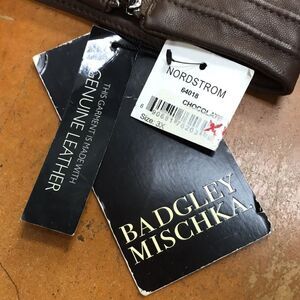 THIS GARMENT IS MADE WITH
GENUINE LEATHER
NORDSTROM
64018
CHOCOLATE
Size: 3X
BADGLEY
MISCHKA